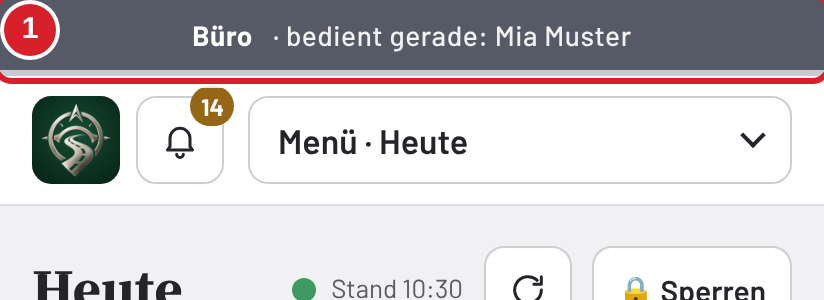 1
Büro · bedient gerade: Mia Muster
14
Menü · Heute
Heute
Stand 10:30
Sperren